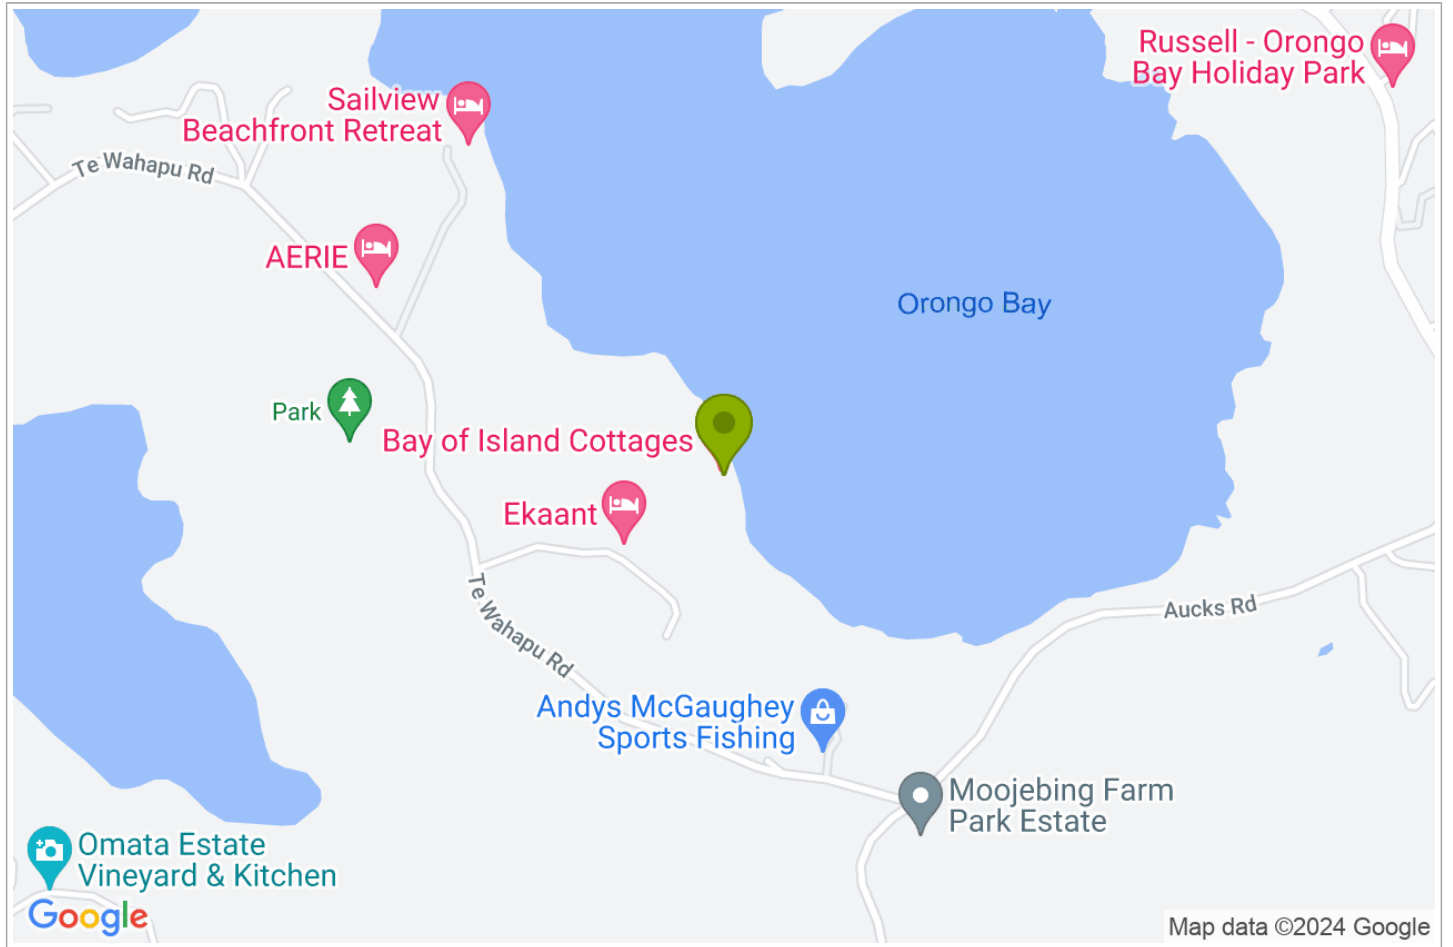 Russell - Orongo
Bay Holiday Park
Sailview
Beachfront Retreat
Te Wahapu Rd
AERIE
Orongo Bay
Park
Bay of Island Cottages
Ekaant
Te Wahapu Rd
Aucks Rd
Andys McGaughey
Sports Fishing
Moojebing Farm
Park Estate
Omata Estate
Vineyard & Kitchen
Google
Map data ©2024 Google